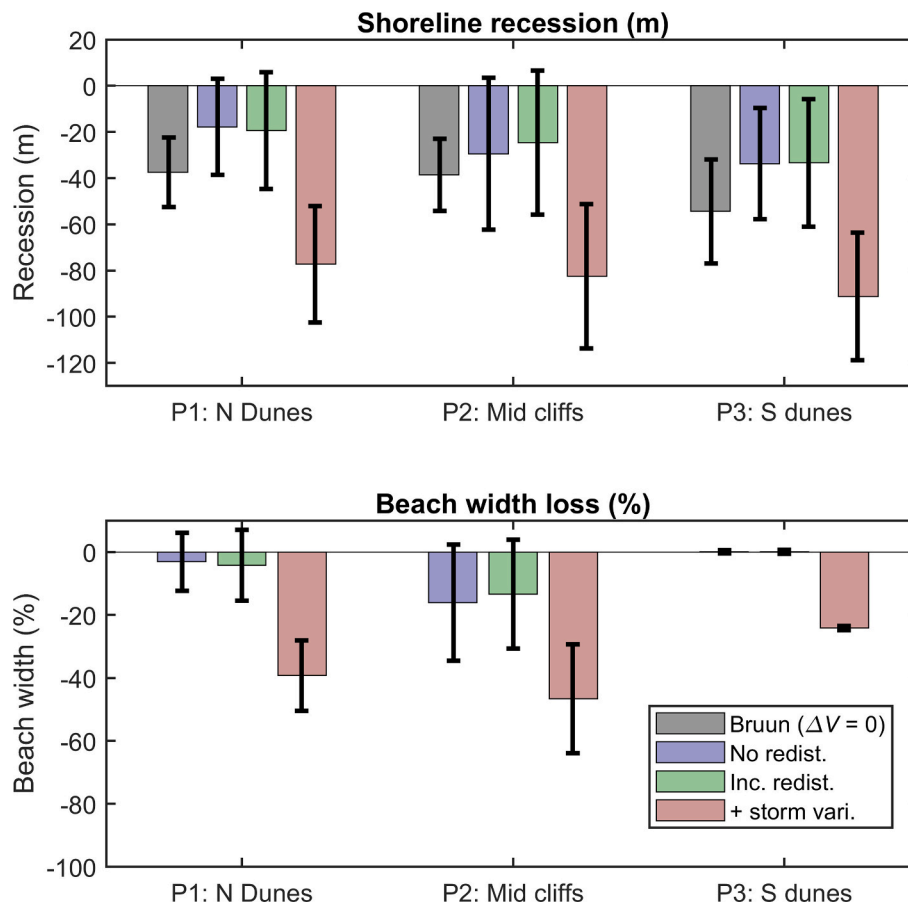 Shoreline recession (m)
20
0
-20
-40
-60
-80
-100
-120
Recession (m)
P1: N Dunes
P2: Mid cliffs
P3: S dunes
Beach width loss (%)
0
-20
-40
-60
-80
-100
Beach width (%)
Bruun (ΔV = 0)
No redist.
Inc. redist.
+ storm vari.
P1: N Dunes
P2: Mid cliffs
P3: S dunes